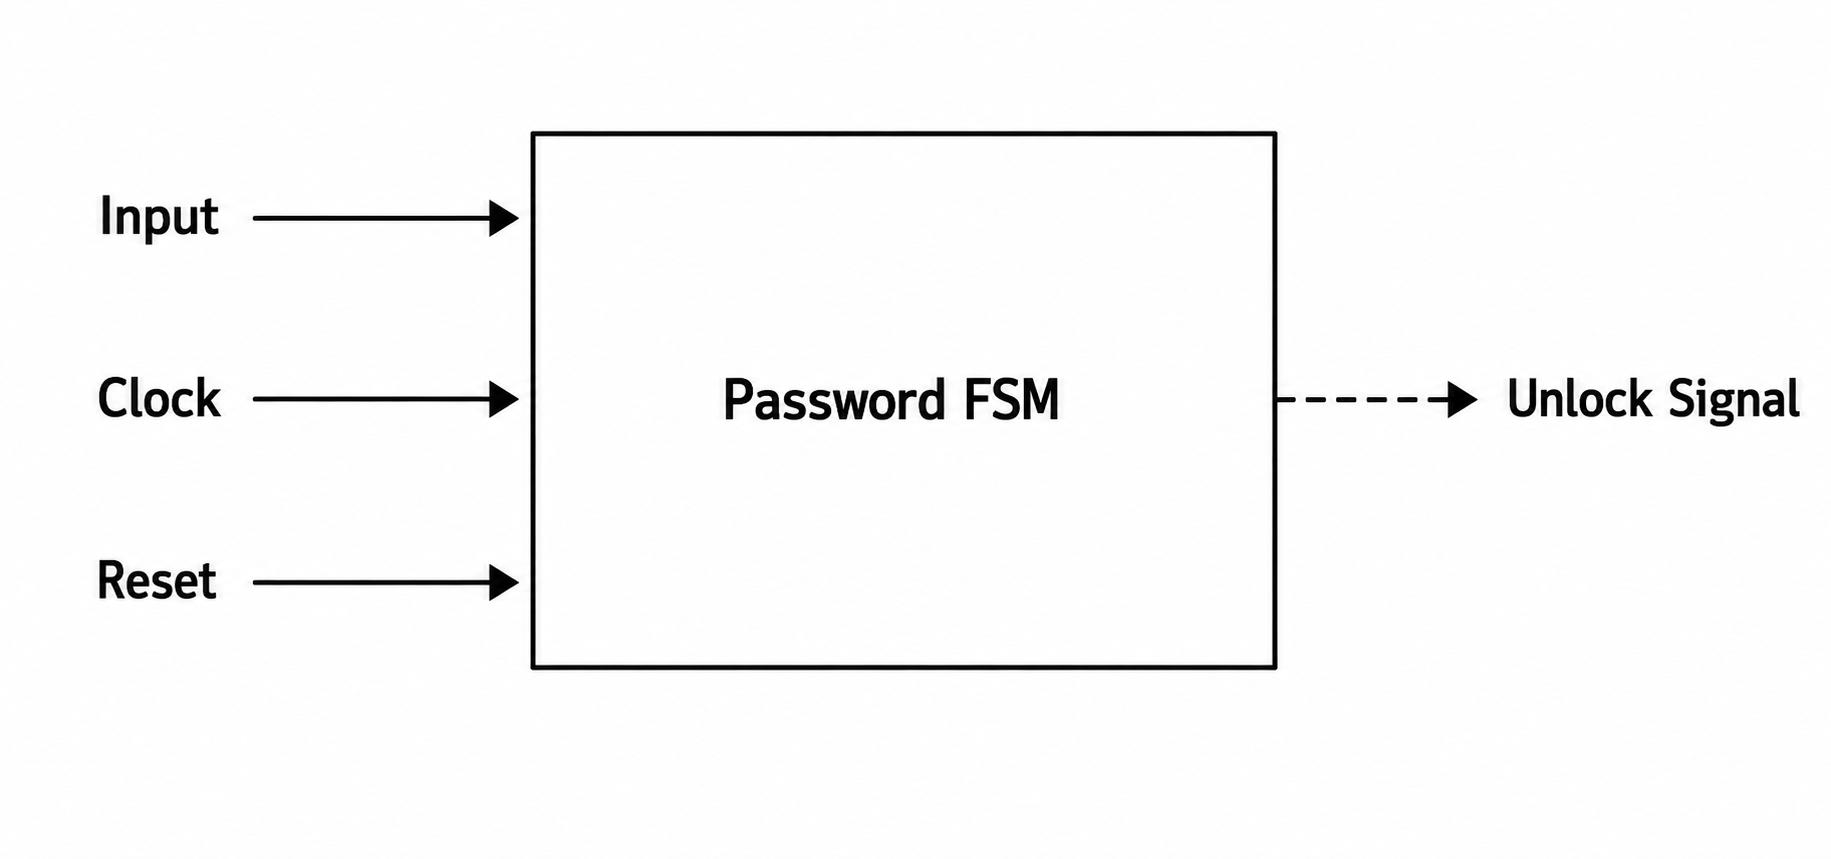 Input
Clock
Password FSM
Unlock Signal
Reset